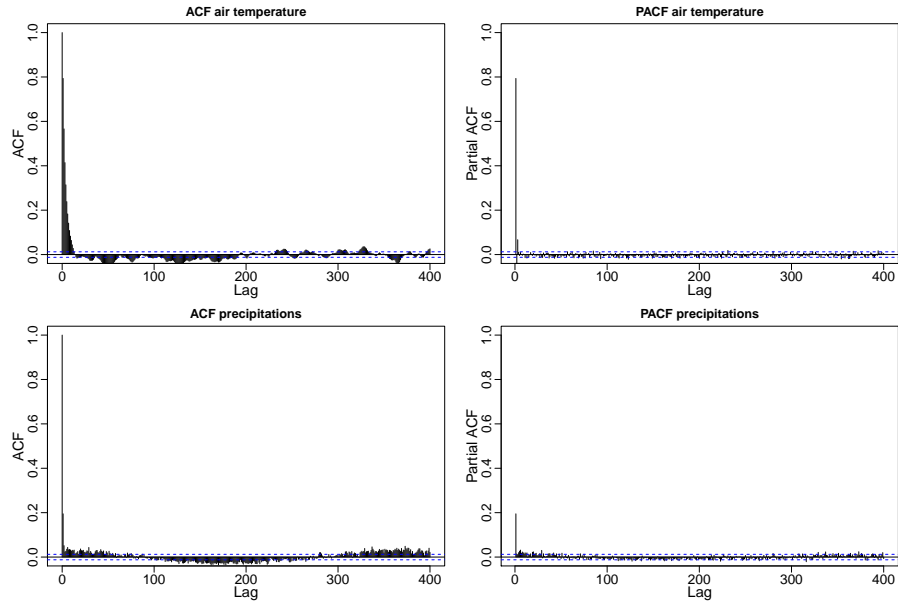 ACF air temperature
ACF
0.0 0.2 0.4 0.6 0.8 1.0
0 100 200 300 400
Lag
PACF air temperature
Partial ACF
0.0 0.2 0.4 0.6 0.8 1.0
0 100 200 300 400
Lag
ACF precipitations
ACF
0.0 0.2 0.4 0.6 0.8 1.0
0 100 200 300 400
Lag
PACF precipitations
Partial ACF
0.0 0.2 0.4 0.6 0.8 1.0
0 100 200 300 400
Lag